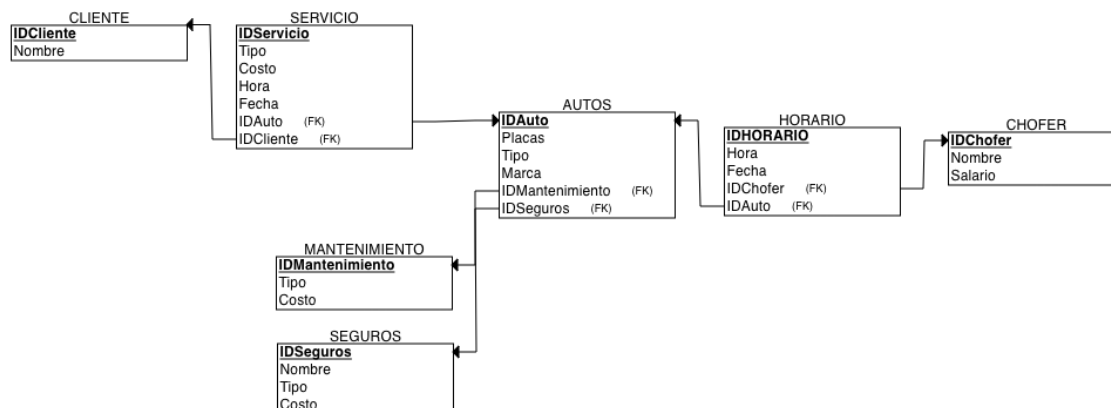 CLIENTE
IDCliente
Nombre
SERVICIO
IDServicio
Tipo
Costo
Hora
Fecha
IDAuto (FK)
IDCliente (FK)
AUTOS
IDAuto
Placas
Tipo
Marca
IDMantenimiento (FK)
IDSeguros (FK)
HORARIO
IDHORARIO
Hora
Fecha
IDChofer (FK)
IDAuto (FK)
CHOFER
IDChofer
Nombre
Salario
MANTENIMIENTO
IDMantenimiento
Tipo
Costo
SEGUROS
IDSeguros
Nombre
Tipo
Costo